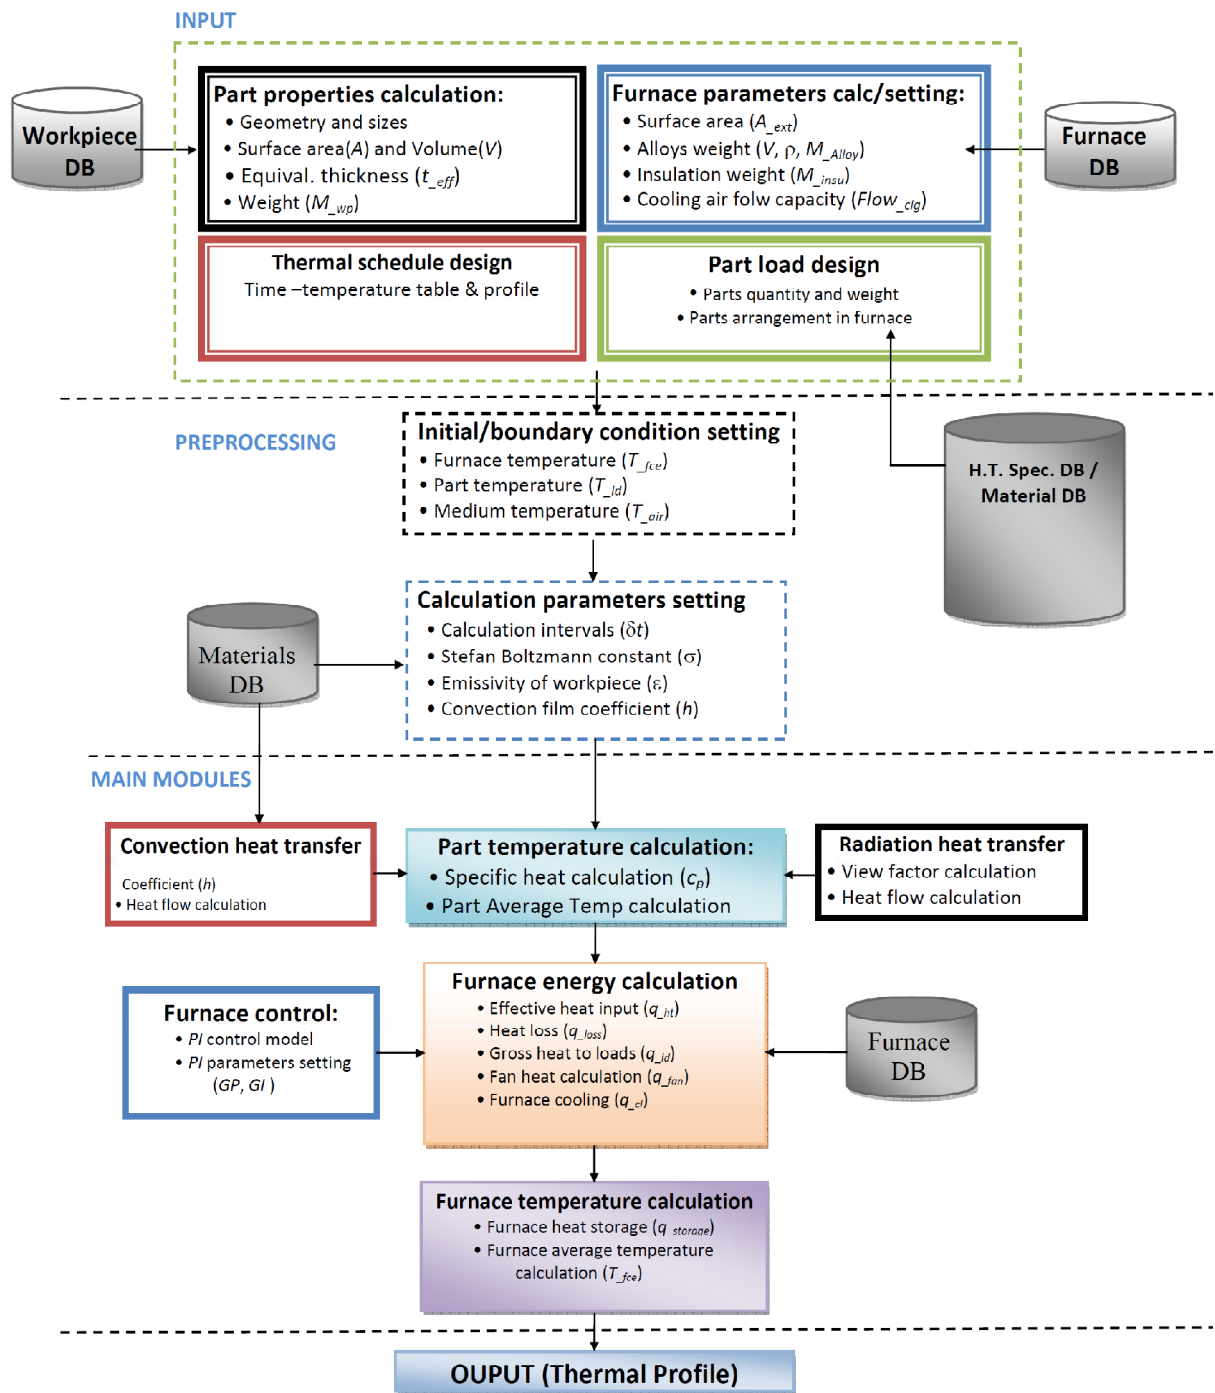 INPUT
Workpiece
DB
Part properties calculation:
• Geometry and sizes
• Surface area(A) and Volume(V)
• Equival. thickness (t_eff)
• Weight (M_wp)
Furnace parameters calc/setting:
• Surface area (A_ext)
• Alloys weight (V, ρ, M_Alloy)
• Insulation weight (M_insu)
• Cooling air folw capacity (Flow_clg)
Furnace
DB
Thermal schedule design
Time –temperature table & profile
Part load design
• Parts quantity and weight
• Parts arrangement in furnace
PREPROCESSING
Initial/boundary condition setting
• Furnace temperature (T_fce)
• Part temperature (T_ld)
• Medium temperature (T_air)
H.T. Spec. DB /
Material DB
Calculation parameters setting
• Calculation intervals (δt)
• Stefan Boltzmann constant (σ)
• Emissivity of workpiece (ε)
• Convection film coefficient (h)
Materials
DB
MAIN MODULES
Convection heat transfer
Coefficient (h)
• Heat flow calculation
Part temperature calculation:
• Specific heat calculation (cp)
• Part Average Temp calculation
Radiation heat transfer
• View factor calculation
• Heat flow calculation
Furnace control:
• PI control model
• PI parameters setting
(GP, GI )
Furnace energy calculation
• Effective heat input (q_ht)
• Heat loss (q_loss)
• Gross heat to loads (q_ld)
• Fan heat calculation (q_fan)
• Furnace cooling (q_cl)
Furnace
DB
Furnace temperature calculation
• Furnace heat storage (q_storage)
• Furnace average temperature
calculation (T_fce)
OUPUT (Thermal Profile)